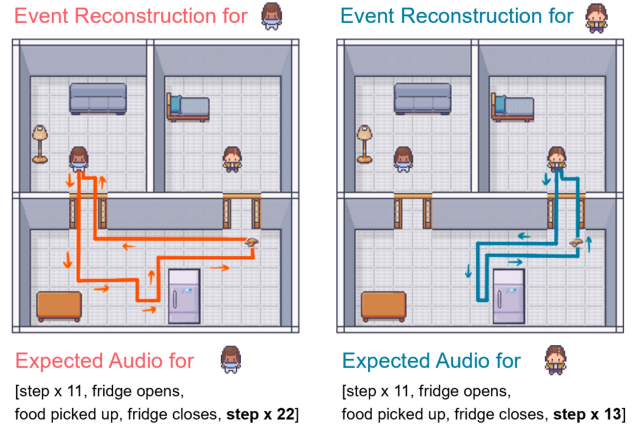 Event Reconstruction for
Event Reconstruction for
Expected Audio for
[step x 11, fridge opens,
food picked up, fridge closes, step x 22]
Expected Audio for
[step x 11, fridge opens,
food picked up, fridge closes, step x 13]